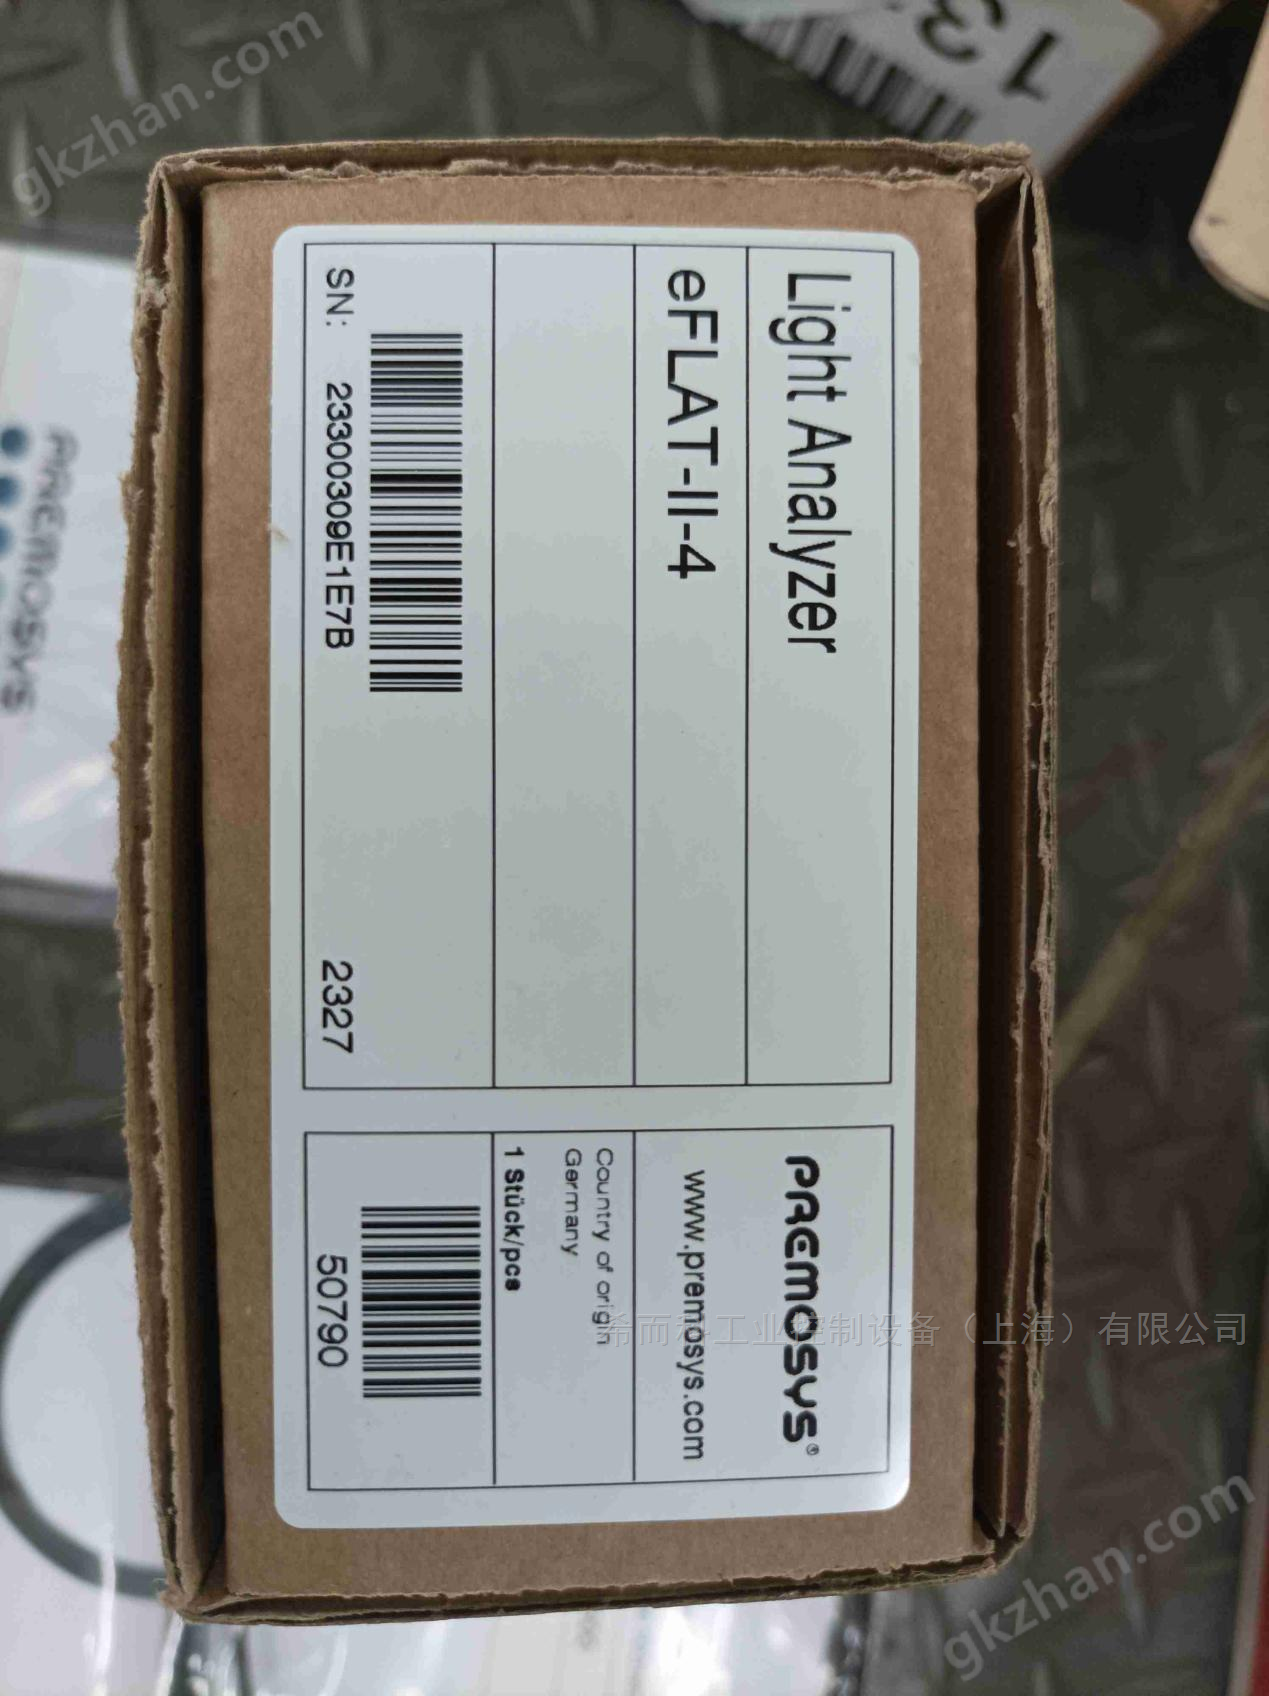 Light Analyzer
eFLAT-II-4
SN: 23300309E1E7B
2327
PREMOSYS®
www.premosys.com
Country of origin
Germany
1 Stück/pcs
50790
PREMOSYS
13
gkzhan.com
希而科工业控制设备（上海）有限公司
gkzhan.com